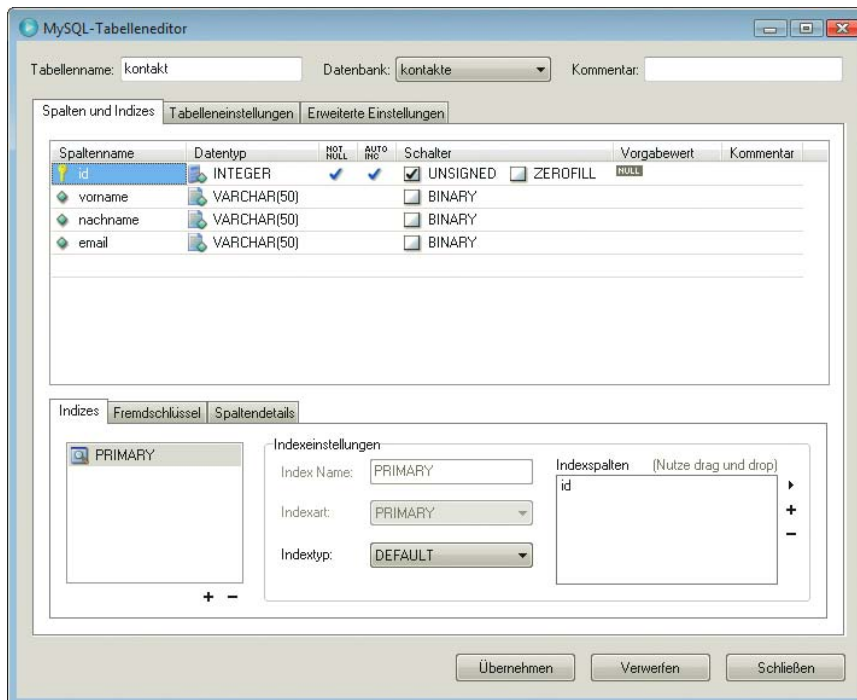 MySQL-Tabelleneditor
Tabellenname: kontakt Datenbank: kontakte Kommentar:
Spalten und Indizes Tabelleneinstellungen Erweiterte Einstellungen
Spaltenname Datentyp NOT NULL AUTO INC Schalter Vorgabewert Kommentar
id INTEGER UNSIGNED ZEROFILL NULL
vorname VARCHAR(50) BINARY
nachname VARCHAR(50) BINARY
email VARCHAR(50) BINARY
Indizes Fremdschlüssel Spaltendetails
PRIMARY
Indexeinstellungen
Index Name: PRIMARY
Indexart: PRIMARY
Indextyp: DEFAULT
Indexspalten (Nutze drag und drop)
id
Übernehmen Verwerfen Schließen